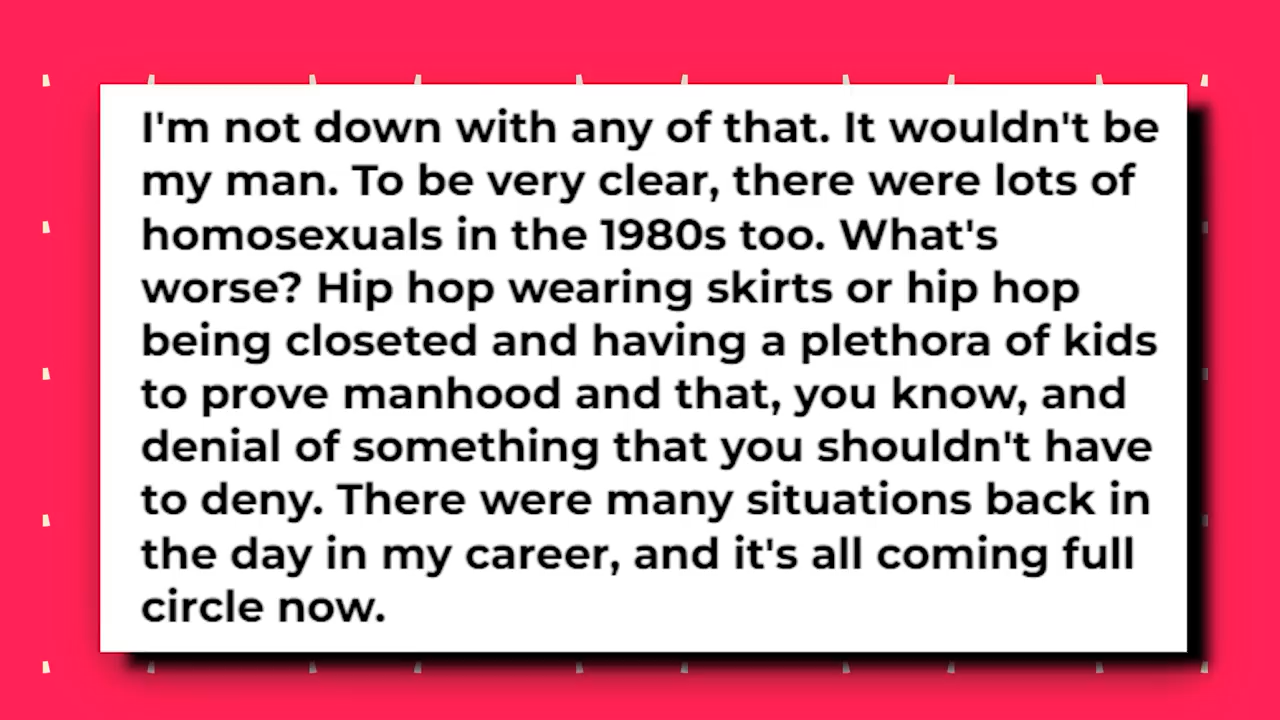 I'm not down with any of that. It wouldn't be
my man. To be very clear, there were lots of
homosexuals in the 1980s too. What's
worse? Hip hop wearing skirts or hip hop
being closeted and having a plethora of kids
to prove manhood and that, you know, and
denial of something that you shouldn't have
to deny. There were many situations back in
the day in my career, and it's all coming full
circle now.